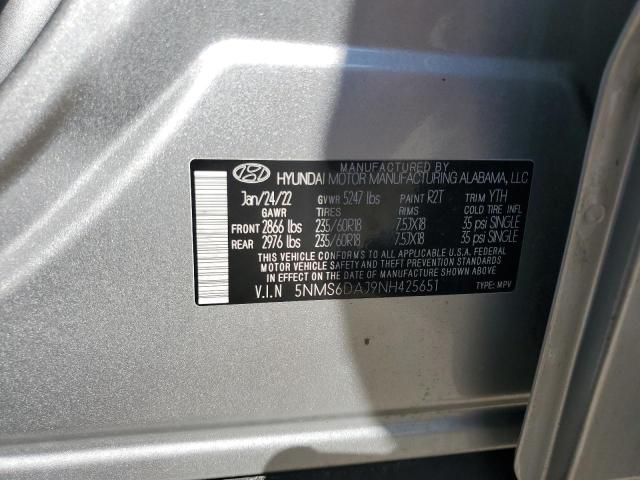 MANUFACTURED BY
HYUNDAI MOTOR MANUFACTURING ALABAMA, LLC
Jan/24/22 GVWR 5247 lbs PAINT R2T TRIM YTH
GAWR TIRES RIMS COLD TIRE INFL
FRONT 2866 lbs 235/60R18 7.5JX18 35 psi SINGLE
REAR 2976 lbs 235/60R18 7.5JX18 35 psi SINGLE
THIS VEHICLE CONFORMS TO ALL APPLICABLE U.S.A FEDERAL
MOTOR VEHICLE SAFETY, BUMPER, AND THEFT PREVENTION STANDARDS
IN EFFECT ON THE DATE OF MANUFACTURE SHOWN ABOVE.
V.I.N 5NMS6DAJ9NH425651 TYPE: MPV